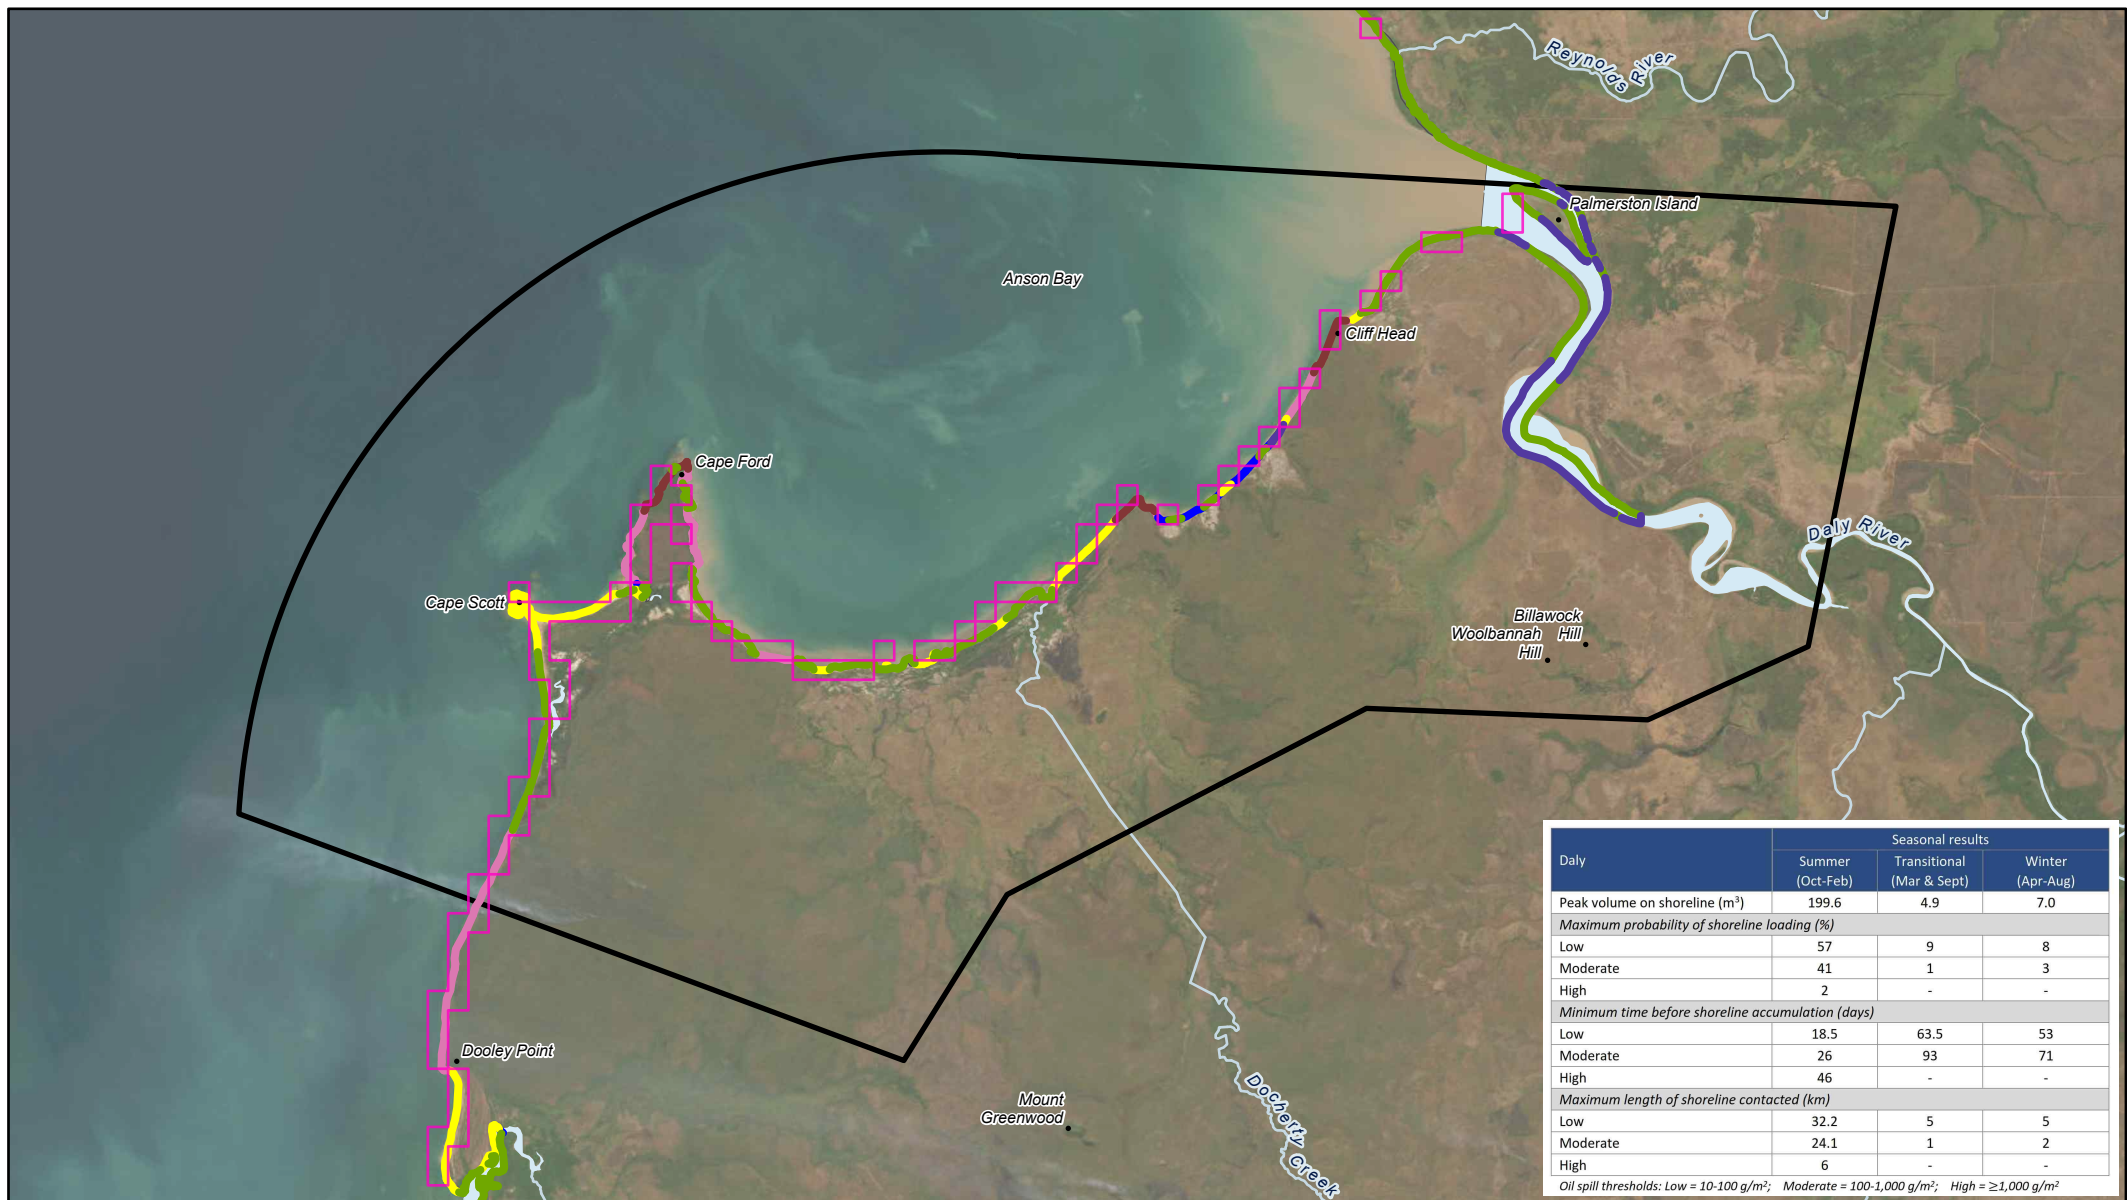 Reynolds River
Palmerston Island
Anson Bay
Cliff Head
Cape Ford
Daly River
Cape Scott
Billawock
Hill
Woolbannah
Hill
Dooley Point
Mount
Greenwood
Docherty Creek
Daly
Seasonal results
Summer (Oct-Feb)
Transitional (Mar & Sept)
Winter (Apr-Aug)
Peak volume on shoreline (m³) 199.6 4.9 7.0
Maximum probability of shoreline loading (%)
Low 57 9 8
Moderate 41 1 3
High 2 - -
Minimum time before shoreline accumulation (days)
Low 18.5 63.5 53
Moderate 26 93 71
High 46 - -
Maximum length of shoreline contacted (km)
Low 32.2 5 5
Moderate 24.1 1 2
High 6 - -
Oil spill thresholds: Low = 10-100 g/m²; Moderate = 100-1,000 g/m²; High = ≥1,000 g/m²